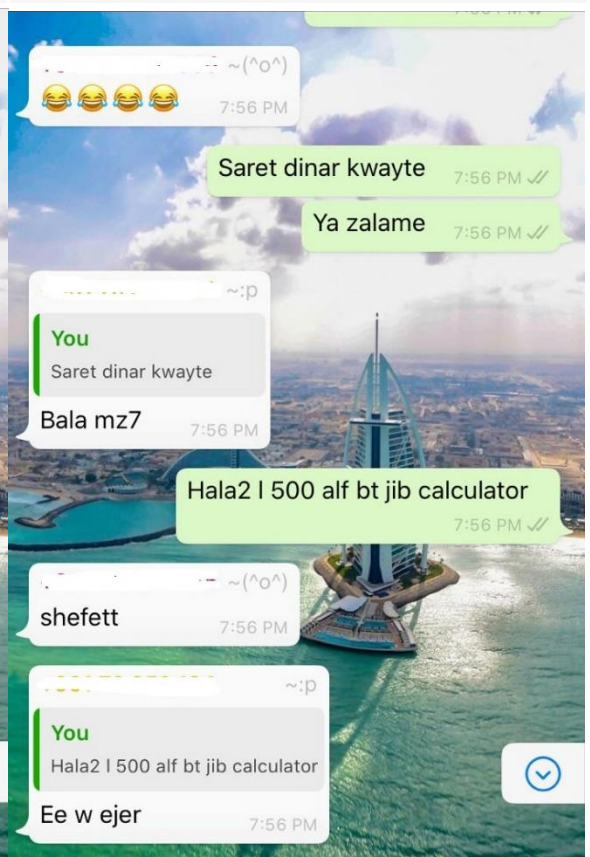 ~(^o^)
😂😂😂😂
7:56 PM
Saret dinar kwayte
7:56 PM
Ya zalame
7:56 PM
~:p
You
Saret dinar kwayte
Bala mz7
7:56 PM
Hala2 l 500 alf bt jib calculator
7:56 PM
~(^o^)
shefett
7:56 PM
~:p
You
Hala2 l 500 alf bt jib calculator
Ee w ejer
7:56 PM